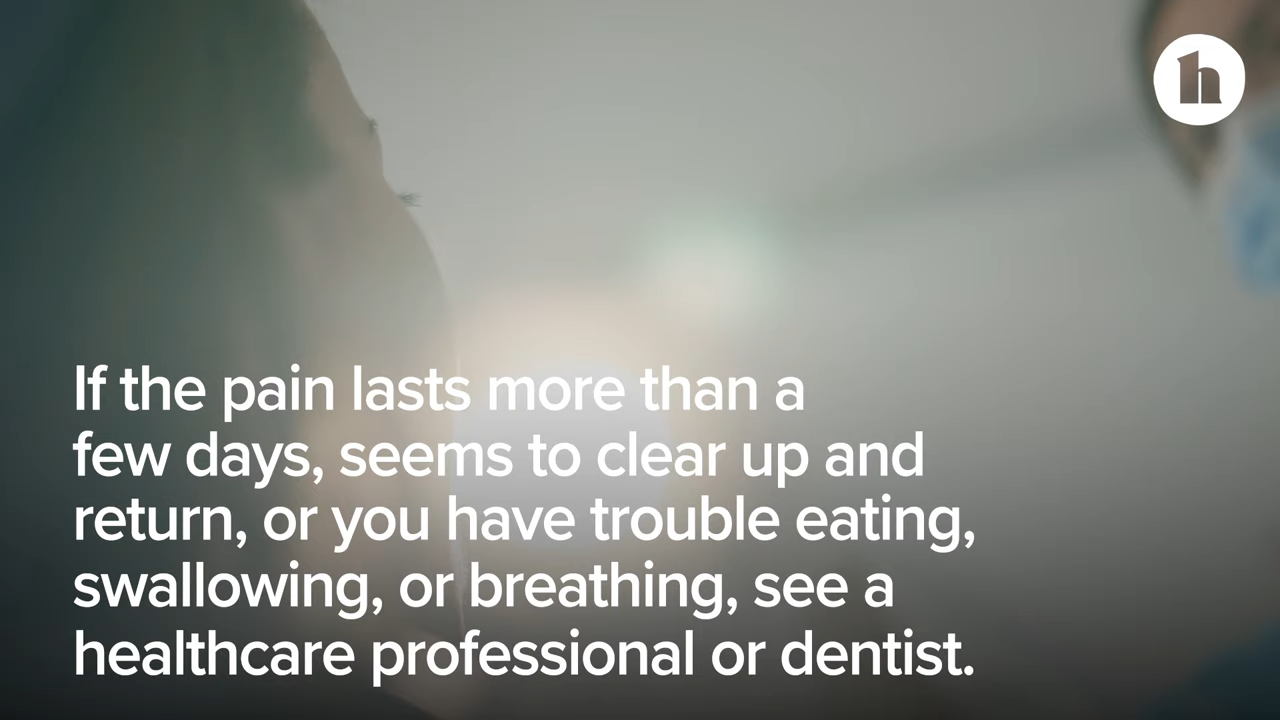 h
If the pain lasts more than a
few days, seems to clear up and
return, or you have trouble eating,
swallowing, or breathing, see a
healthcare professional or dentist.